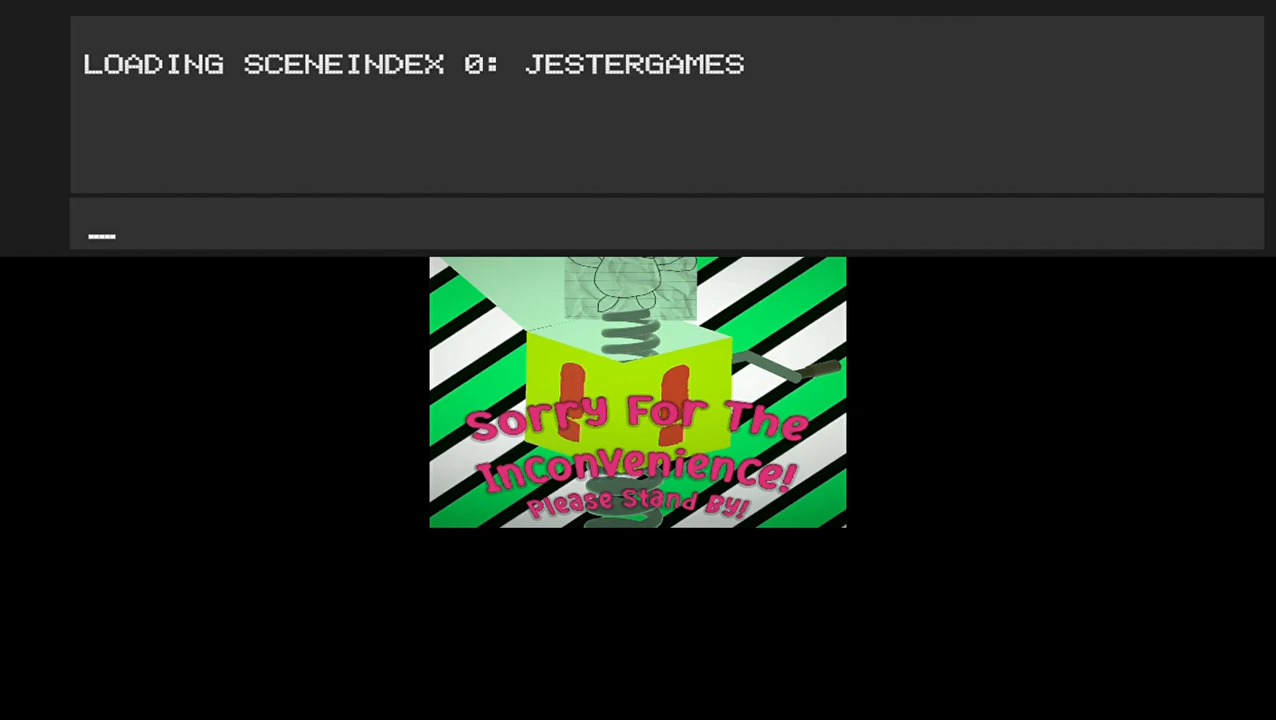 LOADING SCENEINDEX 0: JESTERGAMES
Sorry For The
InConvenience!
Please Stand By!